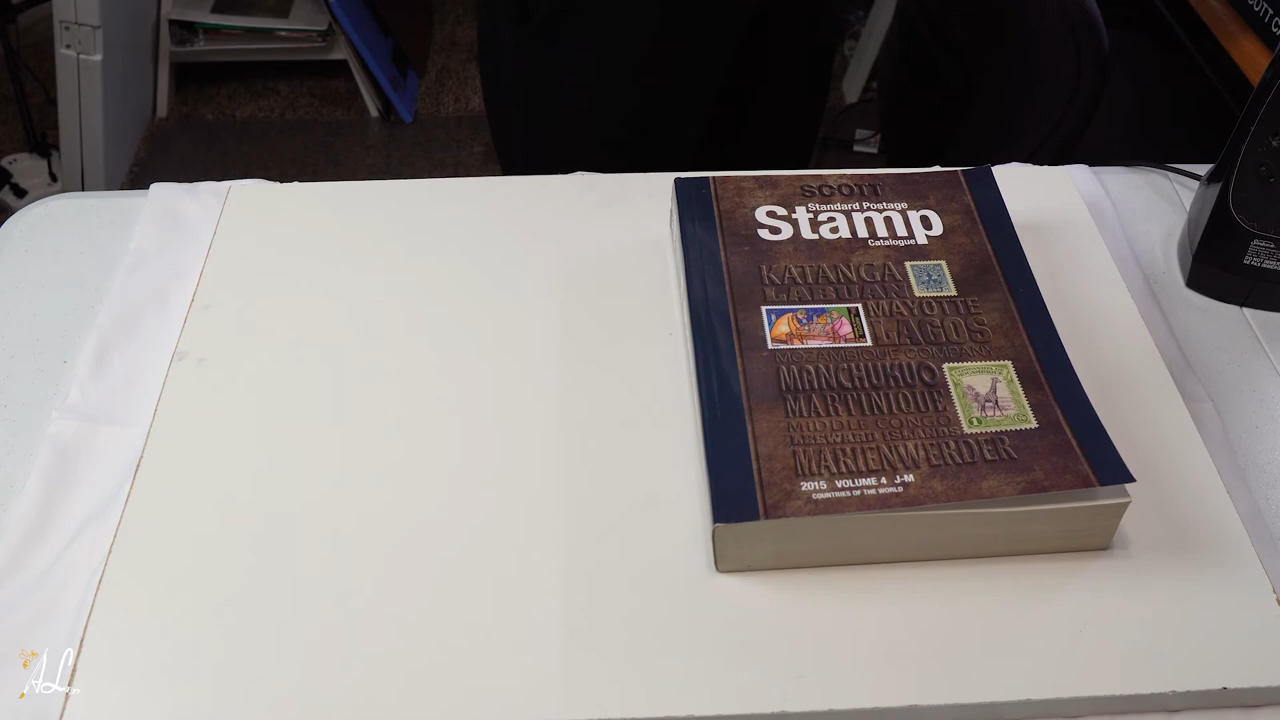 SCOTT
Standard Postage
Stamp
Catalogue
KATANGA
LABUAN
MAYOTTE
LAGOS
MOZAMBIQUE COMPANY
MANCHUKUO
MARTINIQUE
MIDDLE CONGO
LEEWARD ISLANDS
MARIENWERDER
2015 VOLUME 4 J-M
COUNTRIES OF THE WORLD
AL